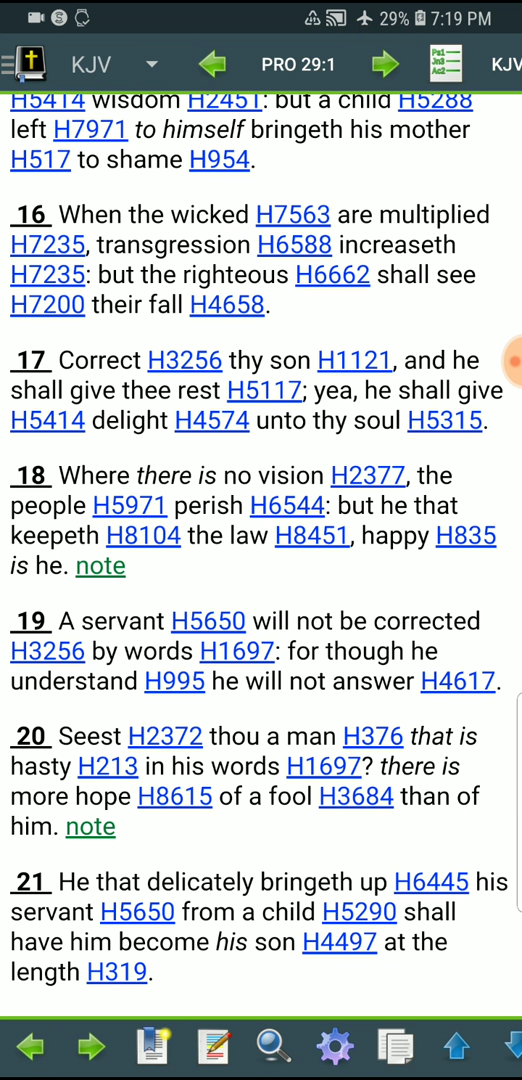 29% 7:19 PM
KJV PRO 29:1 Ps1 Jn3 Ac2 KJV
H5414 wisdom H2451: but a child H5288
left H7971 to himself bringeth his mother
H517 to shame H954.
16 When the wicked H7563 are multiplied
H7235, transgression H6588 increaseth
H7235: but the righteous H6662 shall see
H7200 their fall H4658.
17 Correct H3256 thy son H1121, and he
shall give thee rest H5117; yea, he shall give
H5414 delight H4574 unto thy soul H5315.
18 Where there is no vision H2377, the
people H5971 perish H6544: but he that
keepeth H8104 the law H8451, happy H835
is he. note
19 A servant H5650 will not be corrected
H3256 by words H1697: for though he
understand H995 he will not answer H4617.
20 Seest H2372 thou a man H376 that is
hasty H213 in his words H1697? there is
more hope H8615 of a fool H3684 than of
him. note
21 He that delicately bringeth up H6445 his
servant H5650 from a child H5290 shall
have him become his son H4497 at the
length H319.